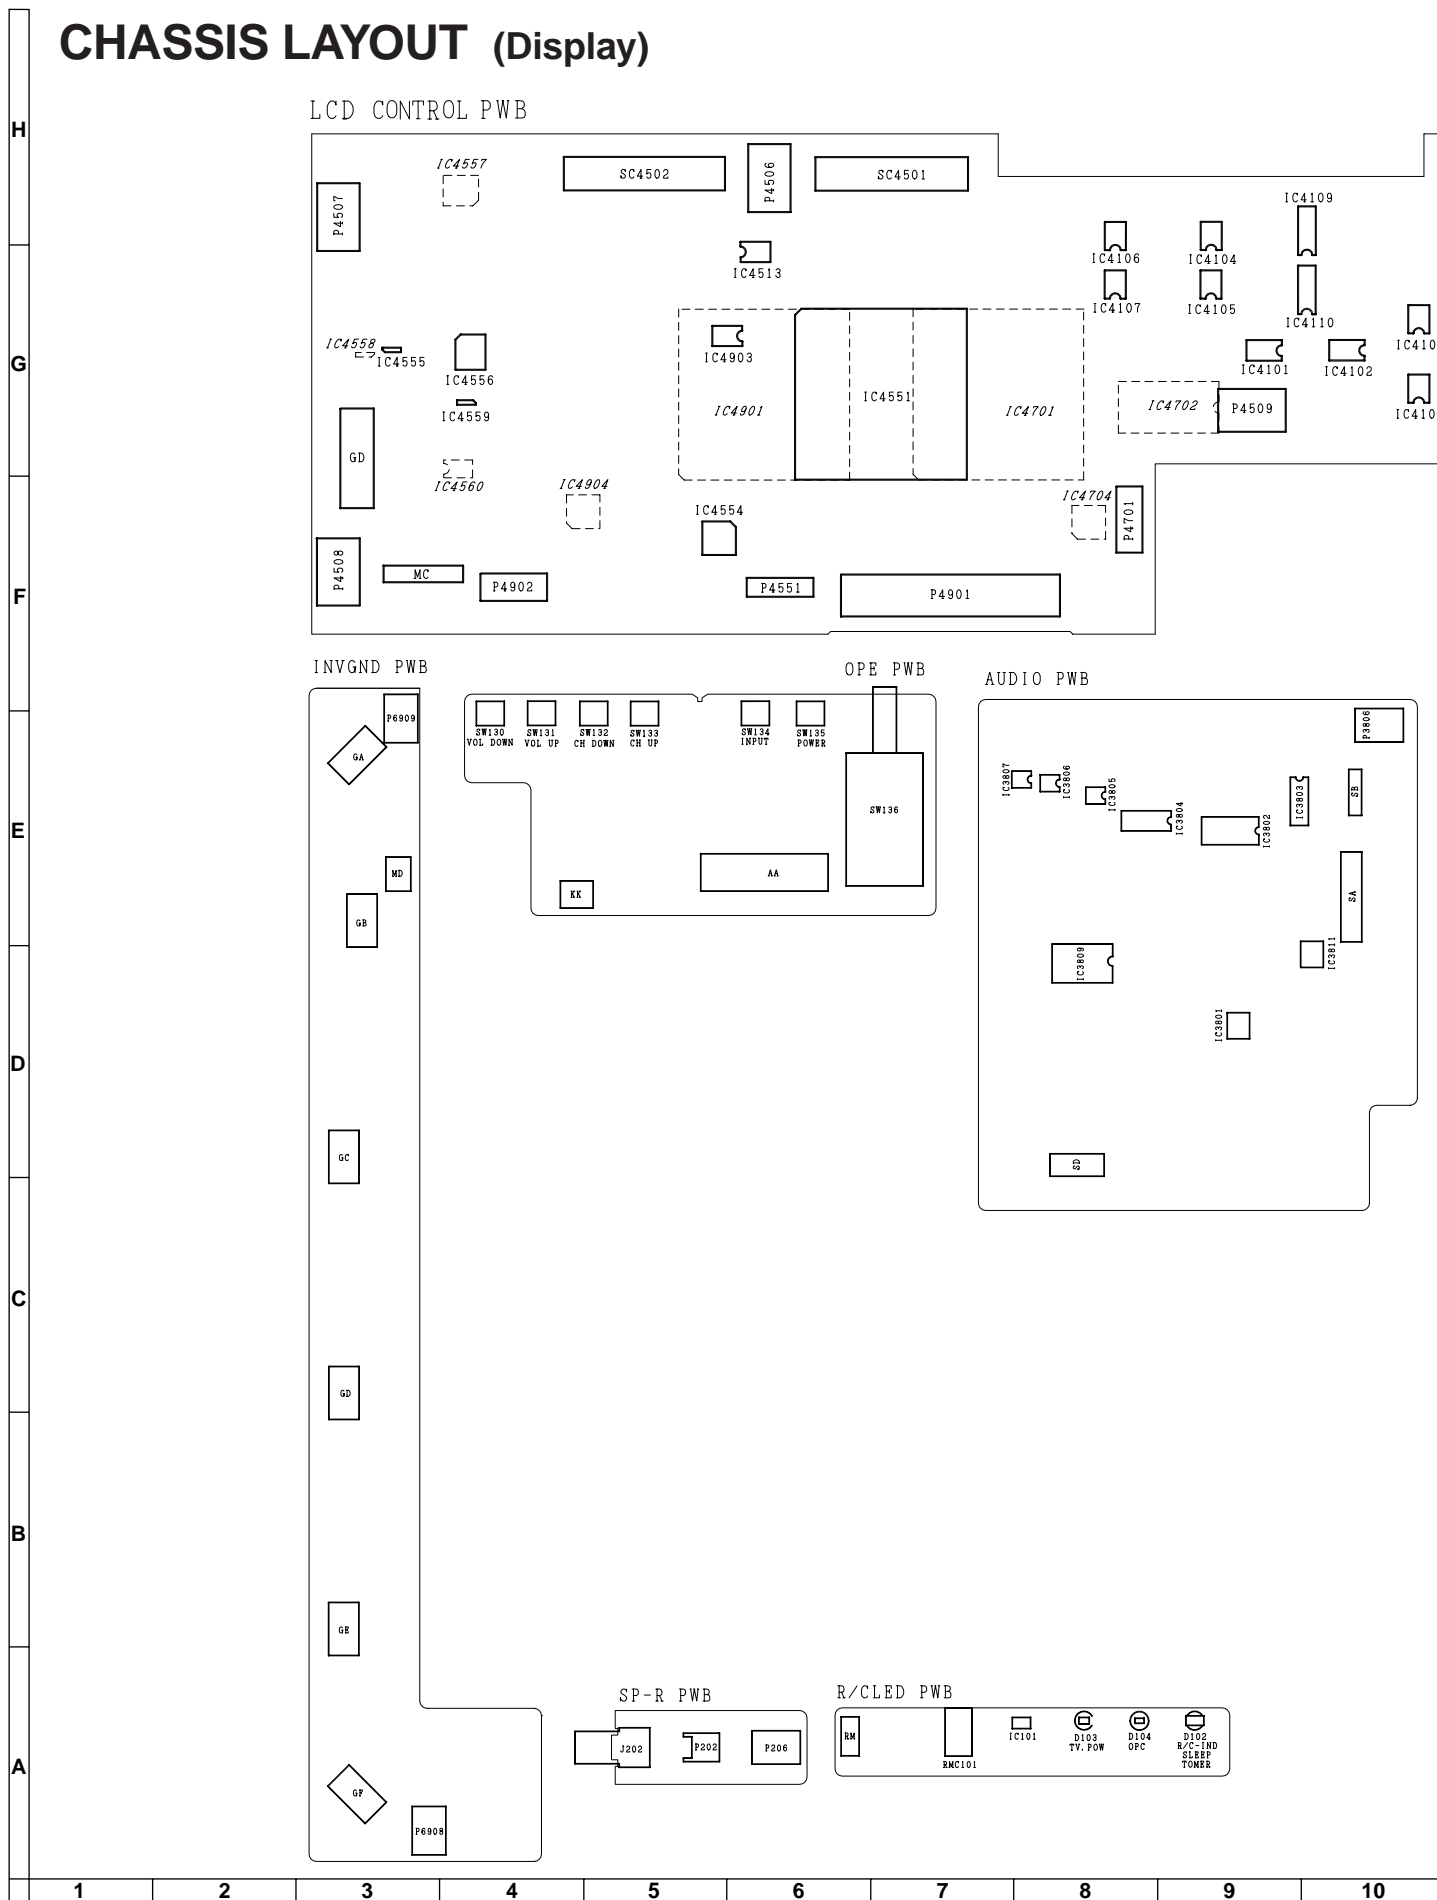 CHASSIS LAYOUT (Display)
H
LCD CONTROL PWB
IC4557
SC4502
P4506
SC4501
P4507
IC4109
IC4513
IC4106
IC4104
IC4107
IC4105
IC4110
G
IC4558
IC4555
IC4556
IC4903
IC4101
IC4102
IC410
IC4559
IC4901
IC4551
IC4701
IC4702
P4509
IC410
GD
IC4560
IC4904
IC4554
IC4704
P4701
F
P4508
MC
P4902
P4551
P4901
INVGND PWB
OPE PWB
AUDIO PWB
P6909
GA
SW130
VOL DOWN
SW131
VOL UP
SW132
CH DOWN
SW133
CH UP
SW134
INPUT
SW135
POWER
P3806
E
SW136
IC3807
IC3806
IC3805
IC3804
IC3802
IC3803
SB
MD
KK
AA
SA
GB
IC3809
IC3811
IC3801
D
GC
SD
C
GD
B
GE
SP-R PWB
R/CLED PWB
A
J202
P202
P206
RM
RMC101
IC101
D103
TV.POW
D104
OPC
D102
R/C-IND
SLEEP
TOMER
GF
P6908
1 2 3 4 5 6 7 8 9 10